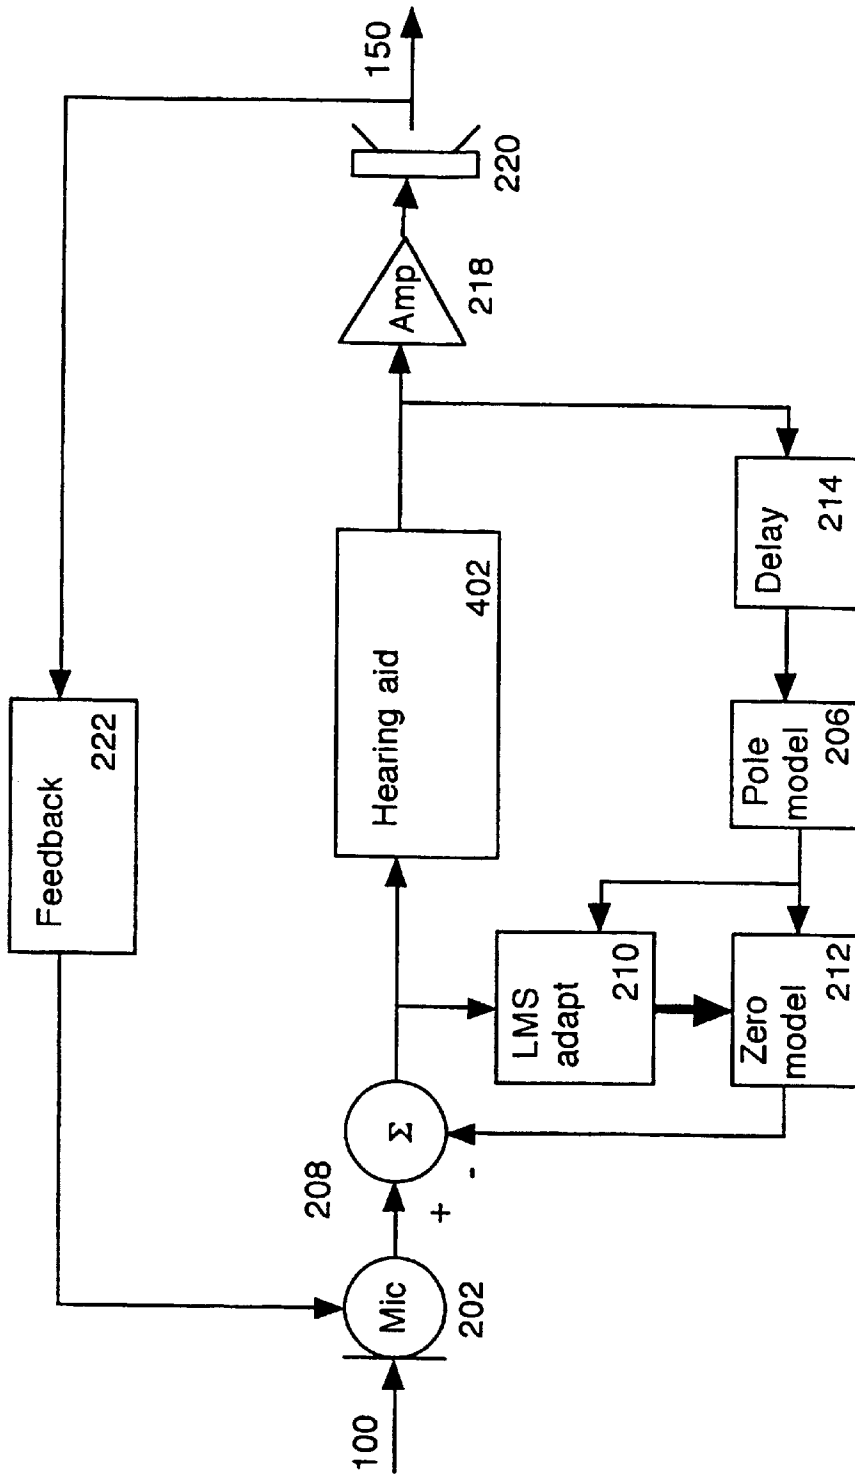 Feedback
222
100
Mic
202
208
+
-
Σ
Hearing aid
402
Amp
218
220
150
LMS
adapt
210
Zero
model
212
Pole
model
206
Delay
214